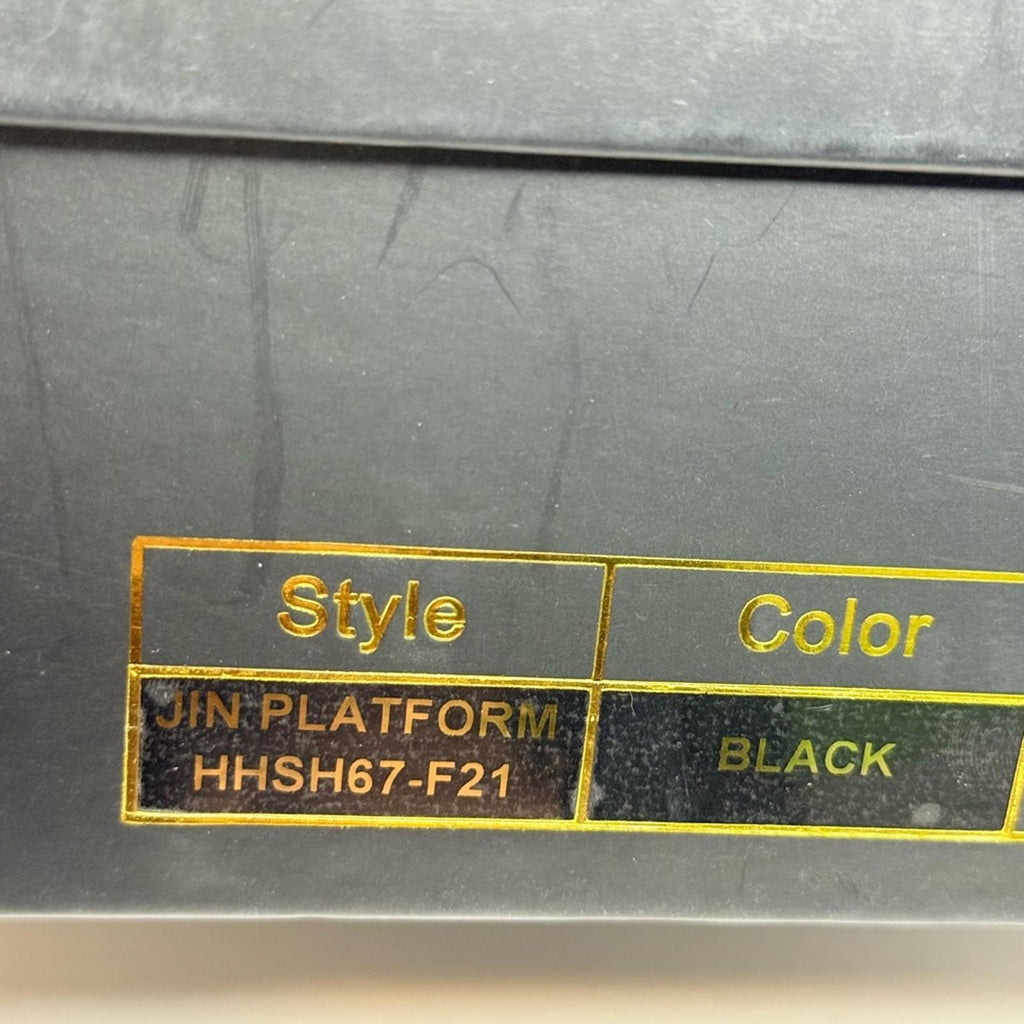 Style
Color
JIN PLATFORM
HHSH67-F21
BLACK